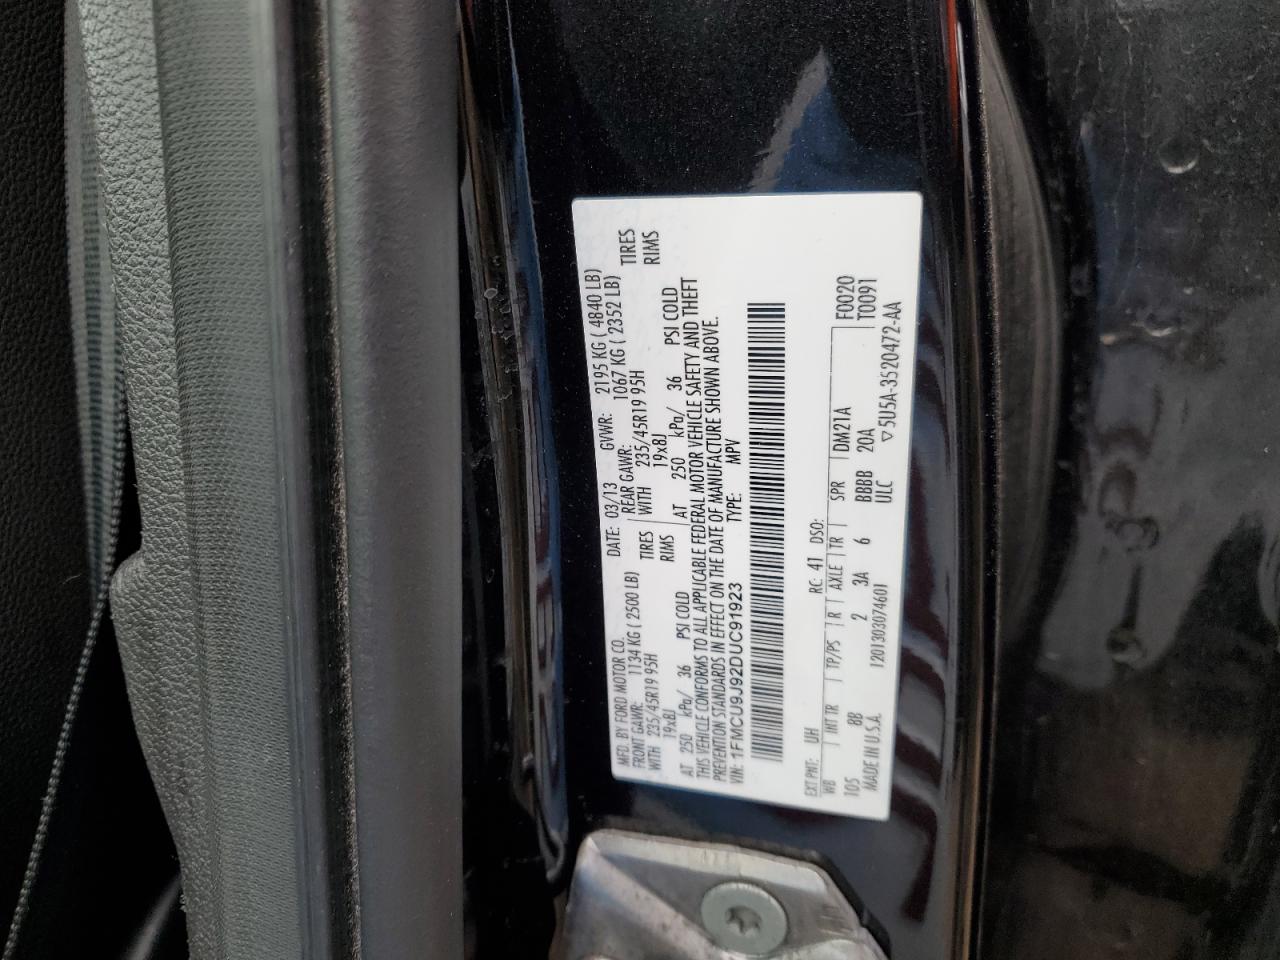 MFD. BY FORD MOTOR CO.
DATE: 03/13 GVWR: 2195 KG ( 4840 LB)
FRONT GAWR: 1134 KG ( 2500 LB) REAR GAWR: 1067 KG ( 2352 LB)
WITH 235/45R19 95H TIRES WITH 235/45R19 95H TIRES
19x8J RIMS 19x8J RIMS
AT 250 kPa/ 36 PSI COLD AT 250 kPa/ 36 PSI COLD
THIS VEHICLE CONFORMS TO ALL APPLICABLE FEDERAL MOTOR VEHICLE SAFETY AND THEFT
PREVENTION STANDARDS IN EFFECT ON THE DATE OF MANUFACTURE SHOWN ABOVE.
VIN: 1FMCU9J92DUC91923 TYPE: MPV
EXT PNT: UH RC: 41 DSO: F0020
WB INT TR TP/PS R AXLE TR SPR DM21A T0091
105 8B 2 3A 6 BBBB 20A
MADE IN U.S.A. 1201303074601 ULC ▽5U5A-3520472-AA